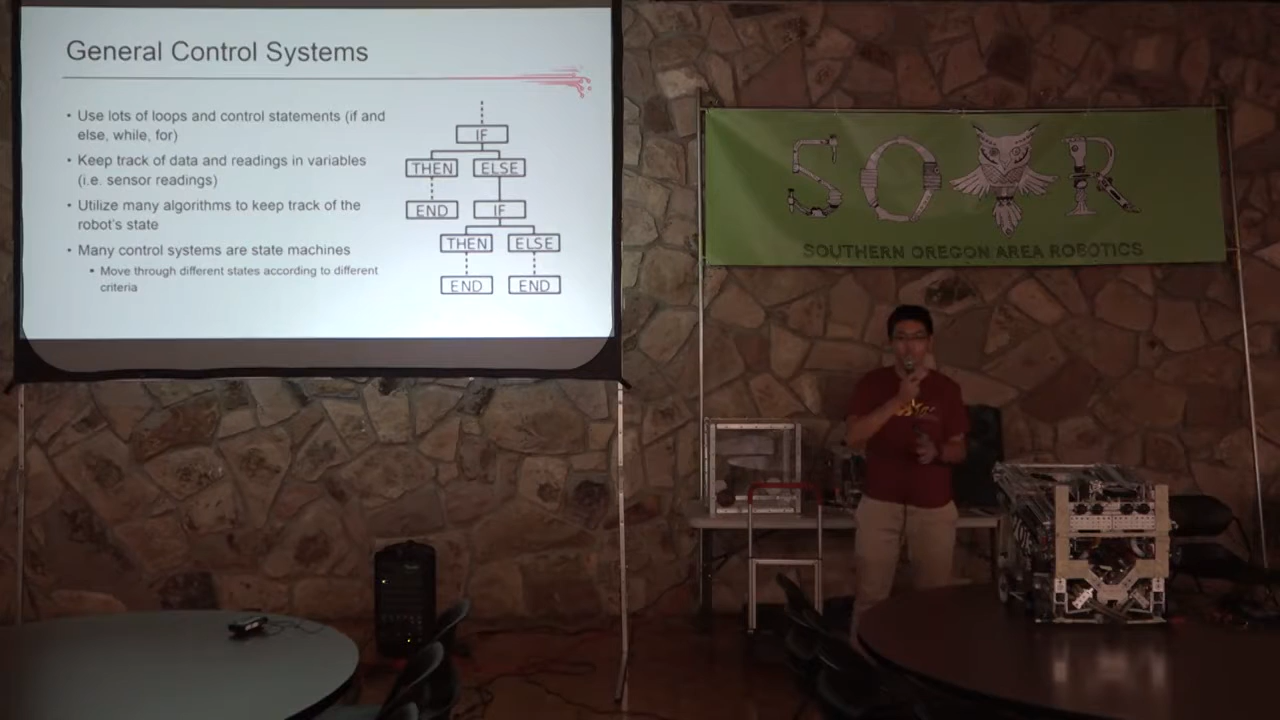 General Control Systems
• Use lots of loops and control statements (if and
else, while, for)
• Keep track of data and readings in variables
(i.e. sensor readings)
• Utilize many algorithms to keep track of the
robot's state
• Many control systems are state machines
• Move through different states according to different
criteria
IF
THEN ELSE
END IF
THEN ELSE
END END
SOAR
SOUTHERN OREGON AREA ROBOTICS